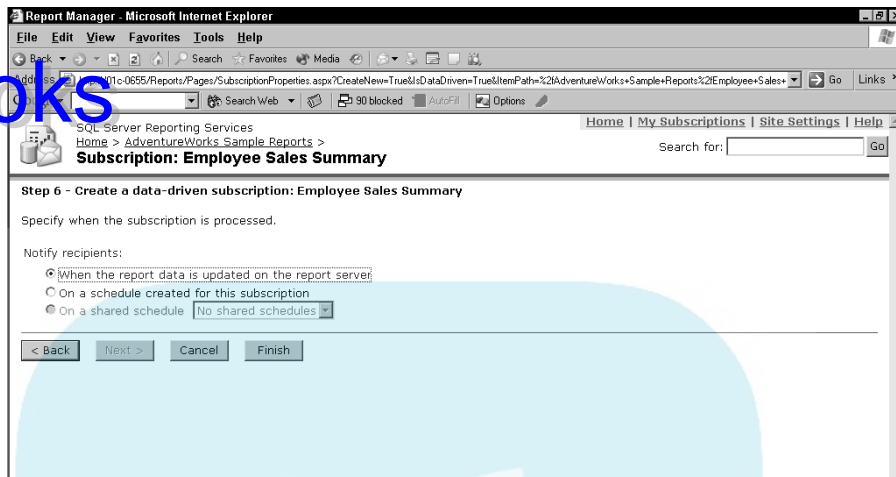 Report Manager - Microsoft Internet Explorer
File Edit View Favorites Tools Help
Back Search Favorites Media
01c-0655/Reports/Pages/SubscriptionProperties.aspx?CreateNew=True&IsDataDriven=True&ItemPath=%2fAdventureWorks+Sample+Reports%2fEmployee+Sales+ Go Links
oks
Search Web 90 blocked AutoFill Options
SQL Server Reporting Services
Home | My Subscriptions | Site Settings | Help
Home > AdventureWorks Sample Reports >
Subscription: Employee Sales Summary
Search for: Go
Step 6 - Create a data-driven subscription: Employee Sales Summary
Specify when the subscription is processed.
Notify recipients:
When the report data is updated on the report server
On a schedule created for this subscription
On a shared schedule No shared schedules
< Back Next > Cancel Finish